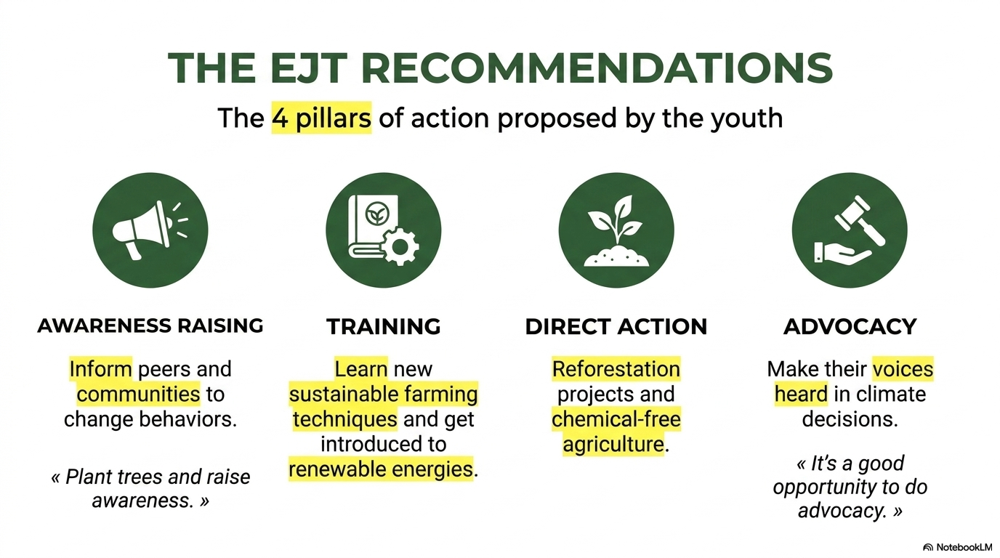 THE EJT RECOMMENDATIONS
The 4 pillars of action proposed by the youth
AWARENESS RAISING
Inform peers and
communities to
change behaviors.
« Plant trees and raise
awareness. »
TRAINING
Learn new
sustainable farming
techniques and get
introduced to
renewable energies.
DIRECT ACTION
Reforestation
projects and
chemical-free
agriculture.
ADVOCACY
Make their voices
heard in climate
decisions.
« It's a good
opportunity to do
advocacy. »
NotebookLM